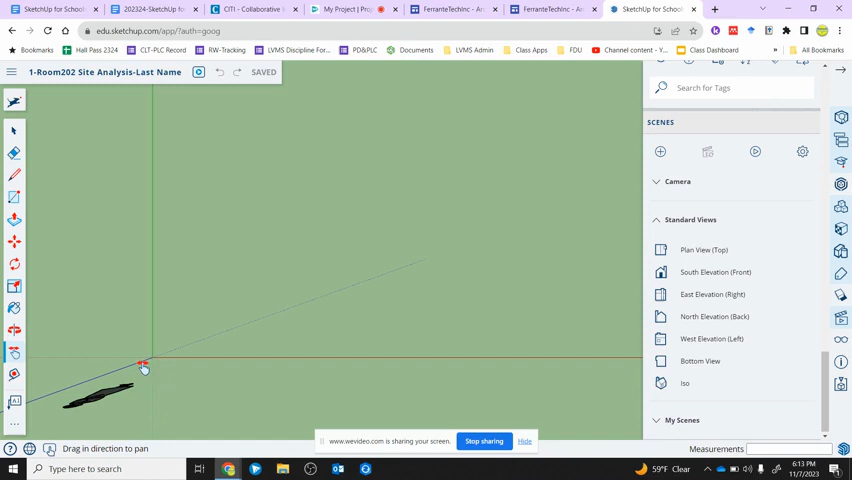 SketchUp for School
202324-SketchUp for S
CITI - Collaborative I
My Project | Proj
FerranteTechInc - An
FerranteTechInc - An
SketchUp for School
edu.sketchup.com/app/?auth=goog
Bookmarks
Hall Pass 2324
CLT-PLC Record
RW-Tracking
LVMS Discipline For...
PD&PLC
Documents
LVMS Admin
Class Apps
FDU
Channel content - Y...
All Bookmarks
1-Room202 Site Analysis-Last Name
SAVED
Search for Tags
SCENES
Camera
Standard Views
Plan View (Top)
South Elevation (Front)
East Elevation (Right)
North Elevation (Back)
West Elevation (Left)
Bottom View
Iso
My Scenes
A1
www.wevideo.com is sharing your screen.
Stop sharing
Hide
Drag in direction to pan
Measurements
Type here to search
59°F Clear
6:13 PM
11/7/2023